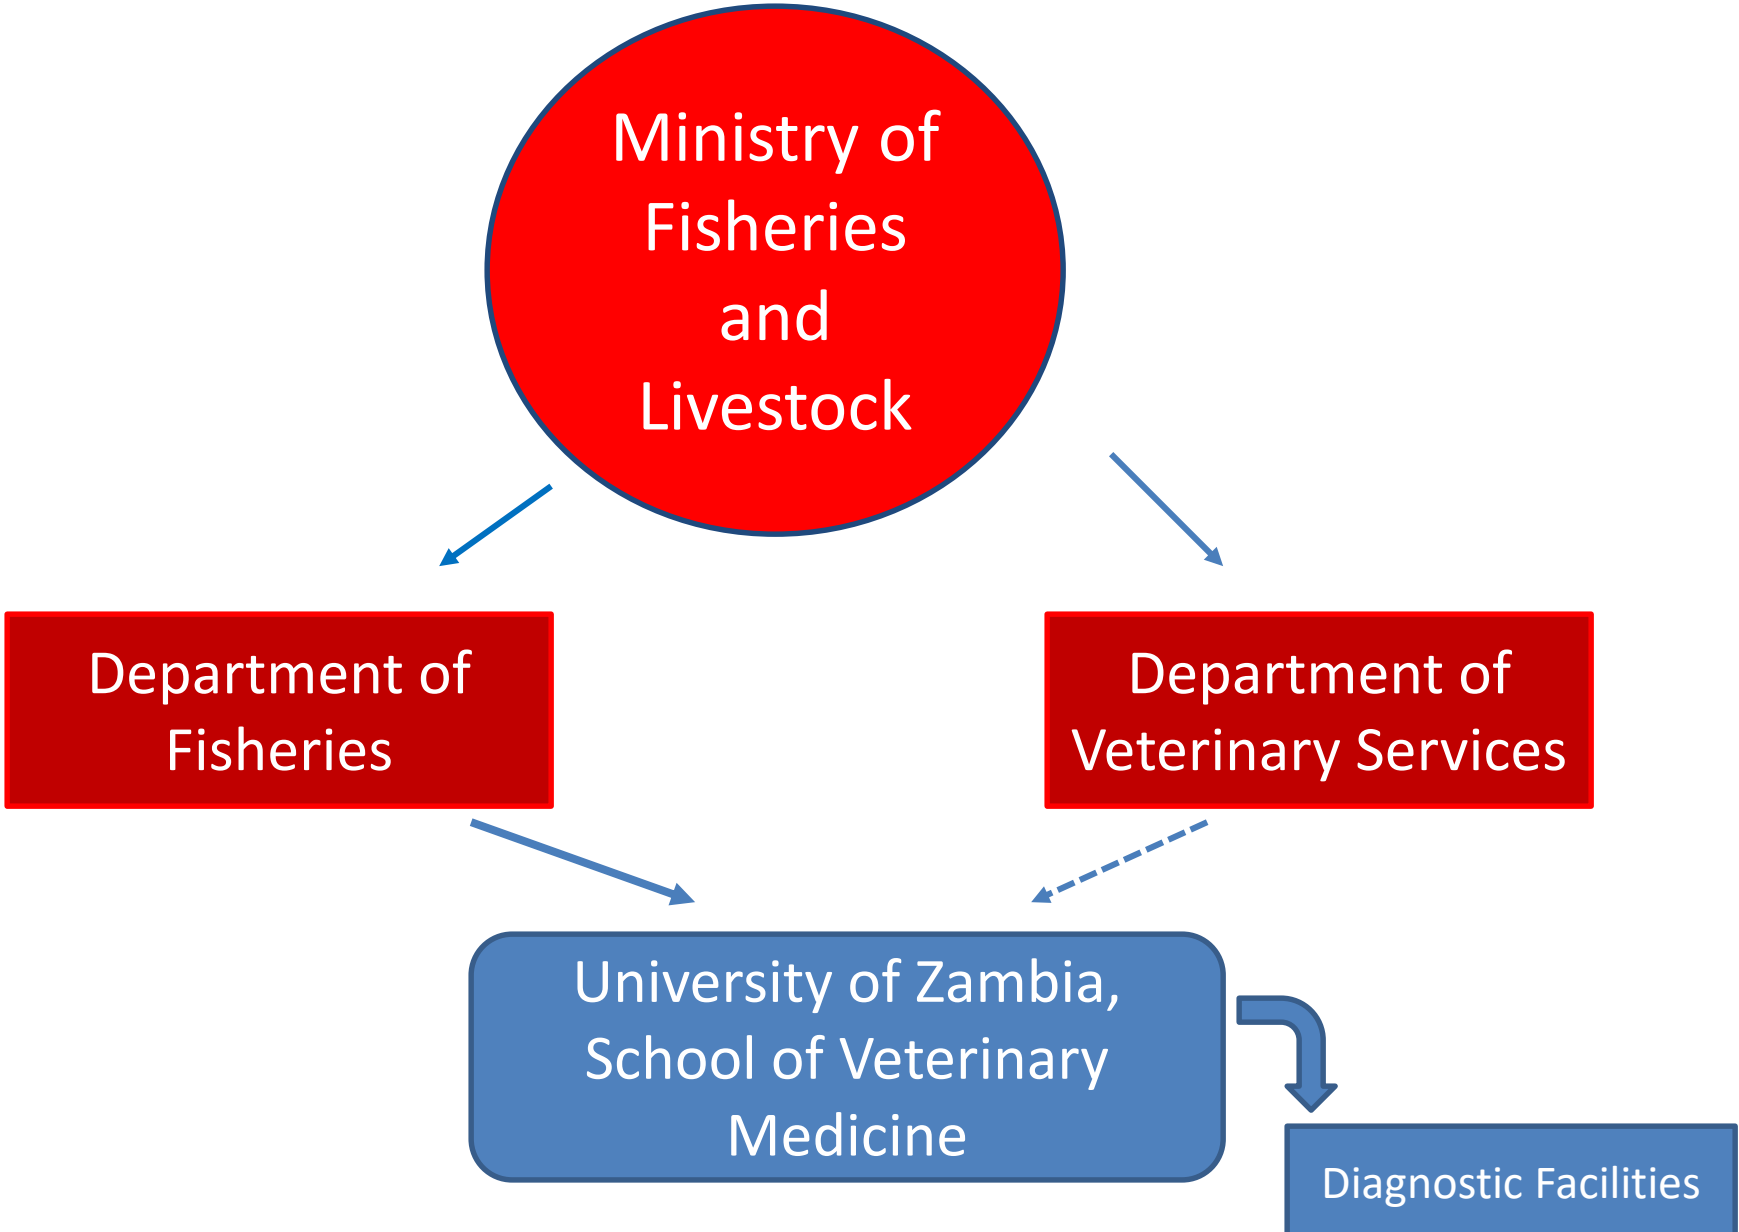 Ministry of
Fisheries
and
Livestock
Department of
Fisheries
Department of
Veterinary Services
University of Zambia,
School of Veterinary
Medicine
Diagnostic Facilities